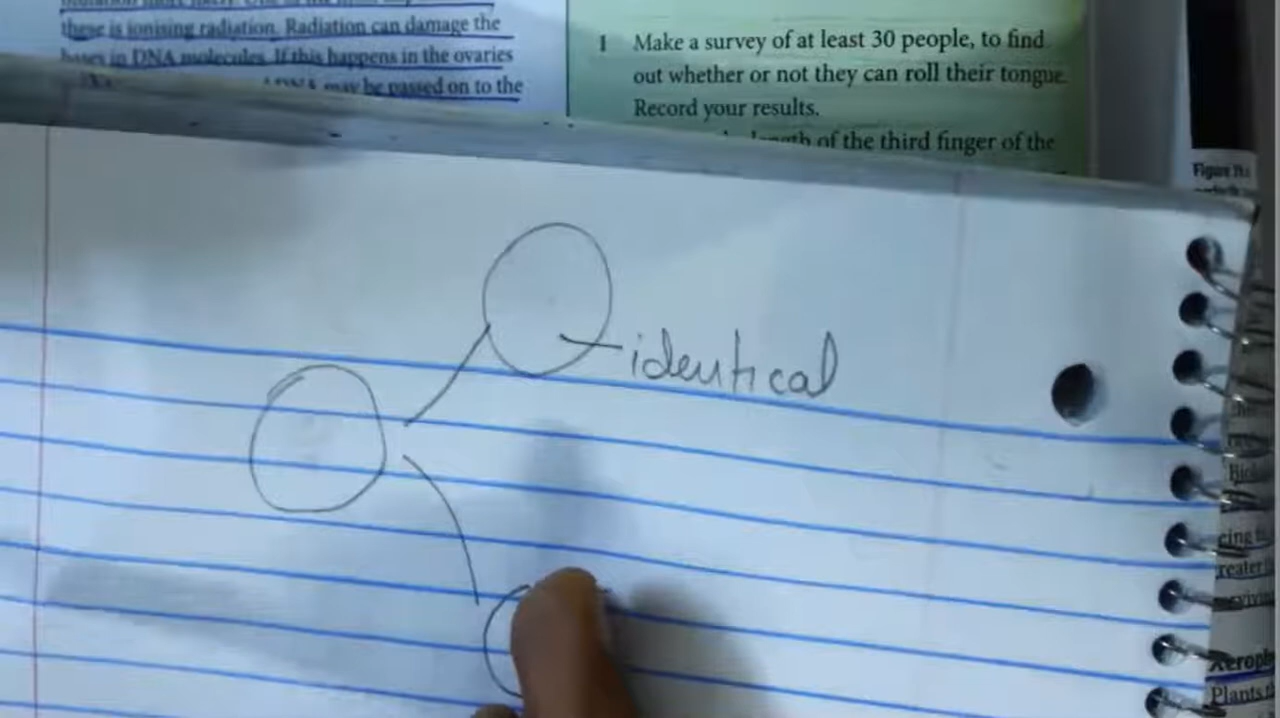 these is ionising radiation. Radiation can damage the
bases in DNA molecules. If this happens in the ovaries
may be passed on to the
1 Make a survey of at least 30 people, to find
out whether or not they can roll their tongue.
Record your results.
length of the third finger of the
Figure
identical
Plants